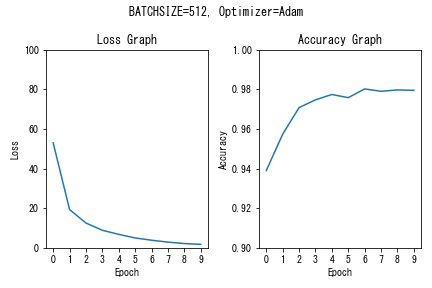 BATCHSIZE=512, Optimizer=Adam
Loss Graph
100
80
60
40
20
0
Loss
0 1 2 3 4 5 6 7 8 9
Epoch
Accuracy Graph
1.00
0.98
0.96
0.94
0.92
0.90
Accuracy
0 1 2 3 4 5 6 7 8 9
Epoch